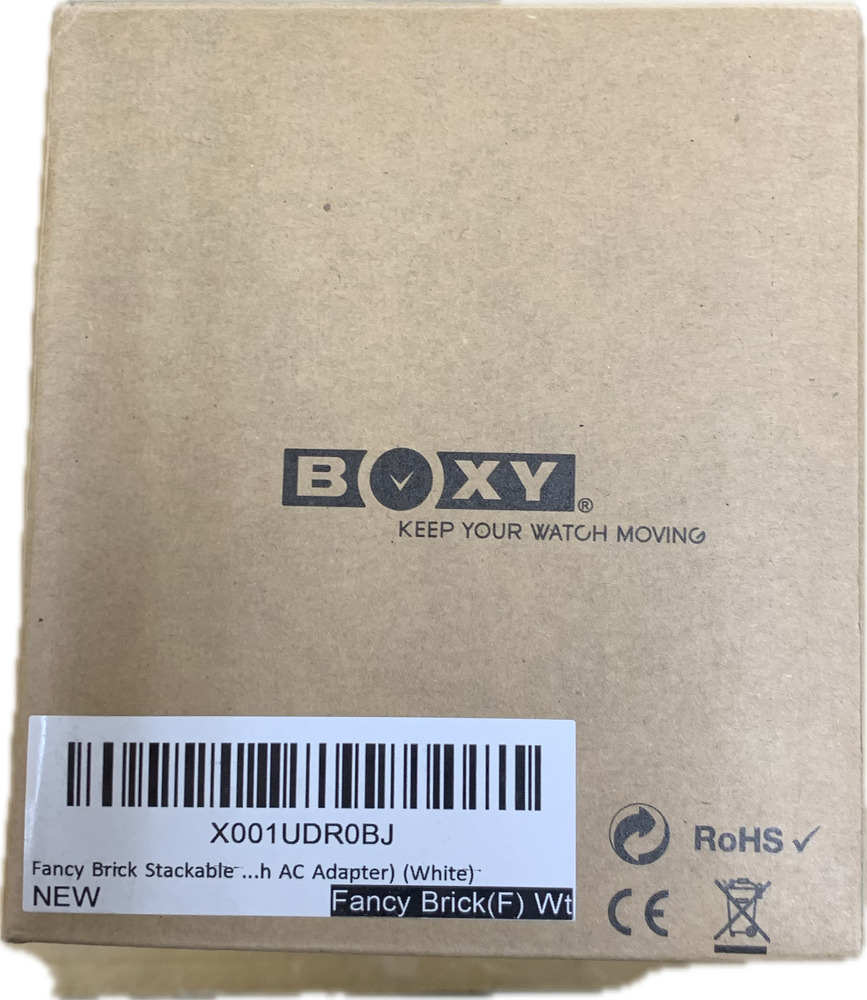 BOXY®
KEEP YOUR WATCH MOVING
X001UDR0BJ
Fancy Brick Stackable ...h AC Adapter) (White)
NEW
Fancy Brick(F) Wt
RoHS ✓
CE